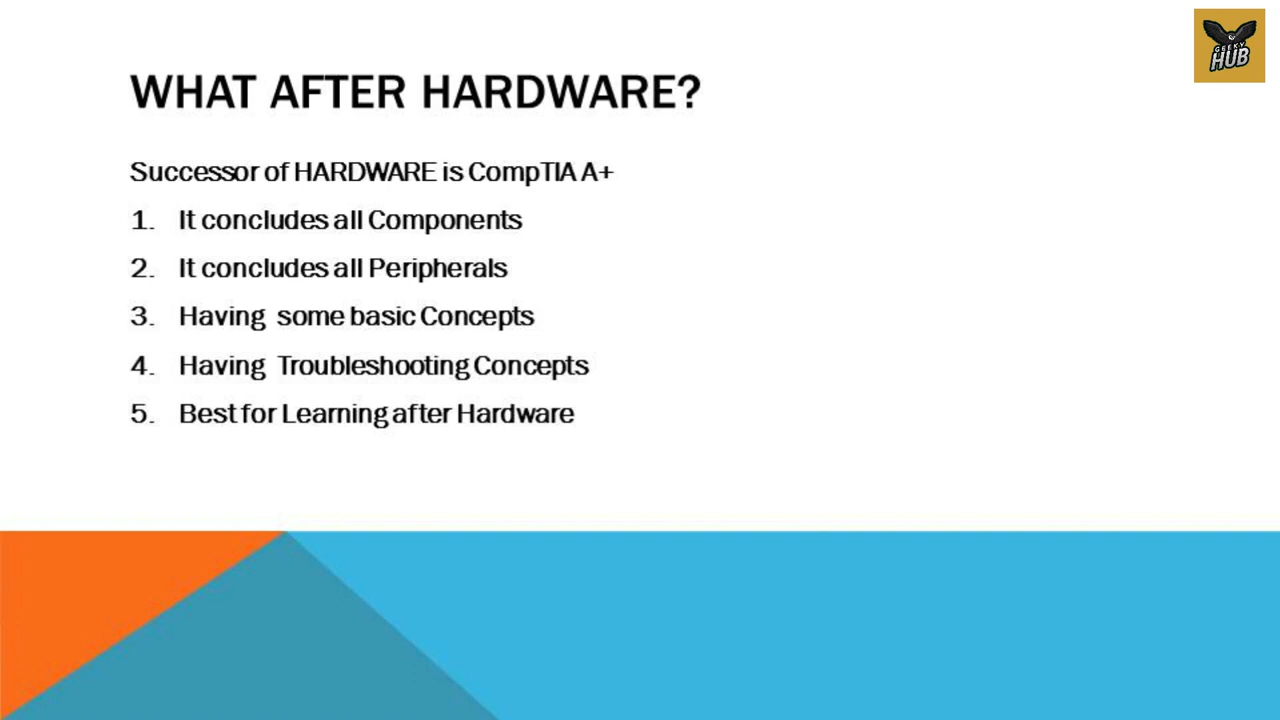 GEEKY
HUB
WHAT AFTER HARDWARE?
Successor of HARDWARE is CompTIA A+
1. It concludes all Components
2. It concludes all Peripherals
3. Having some basic Concepts
4. Having Troubleshooting Concepts
5. Best for Learning after Hardware